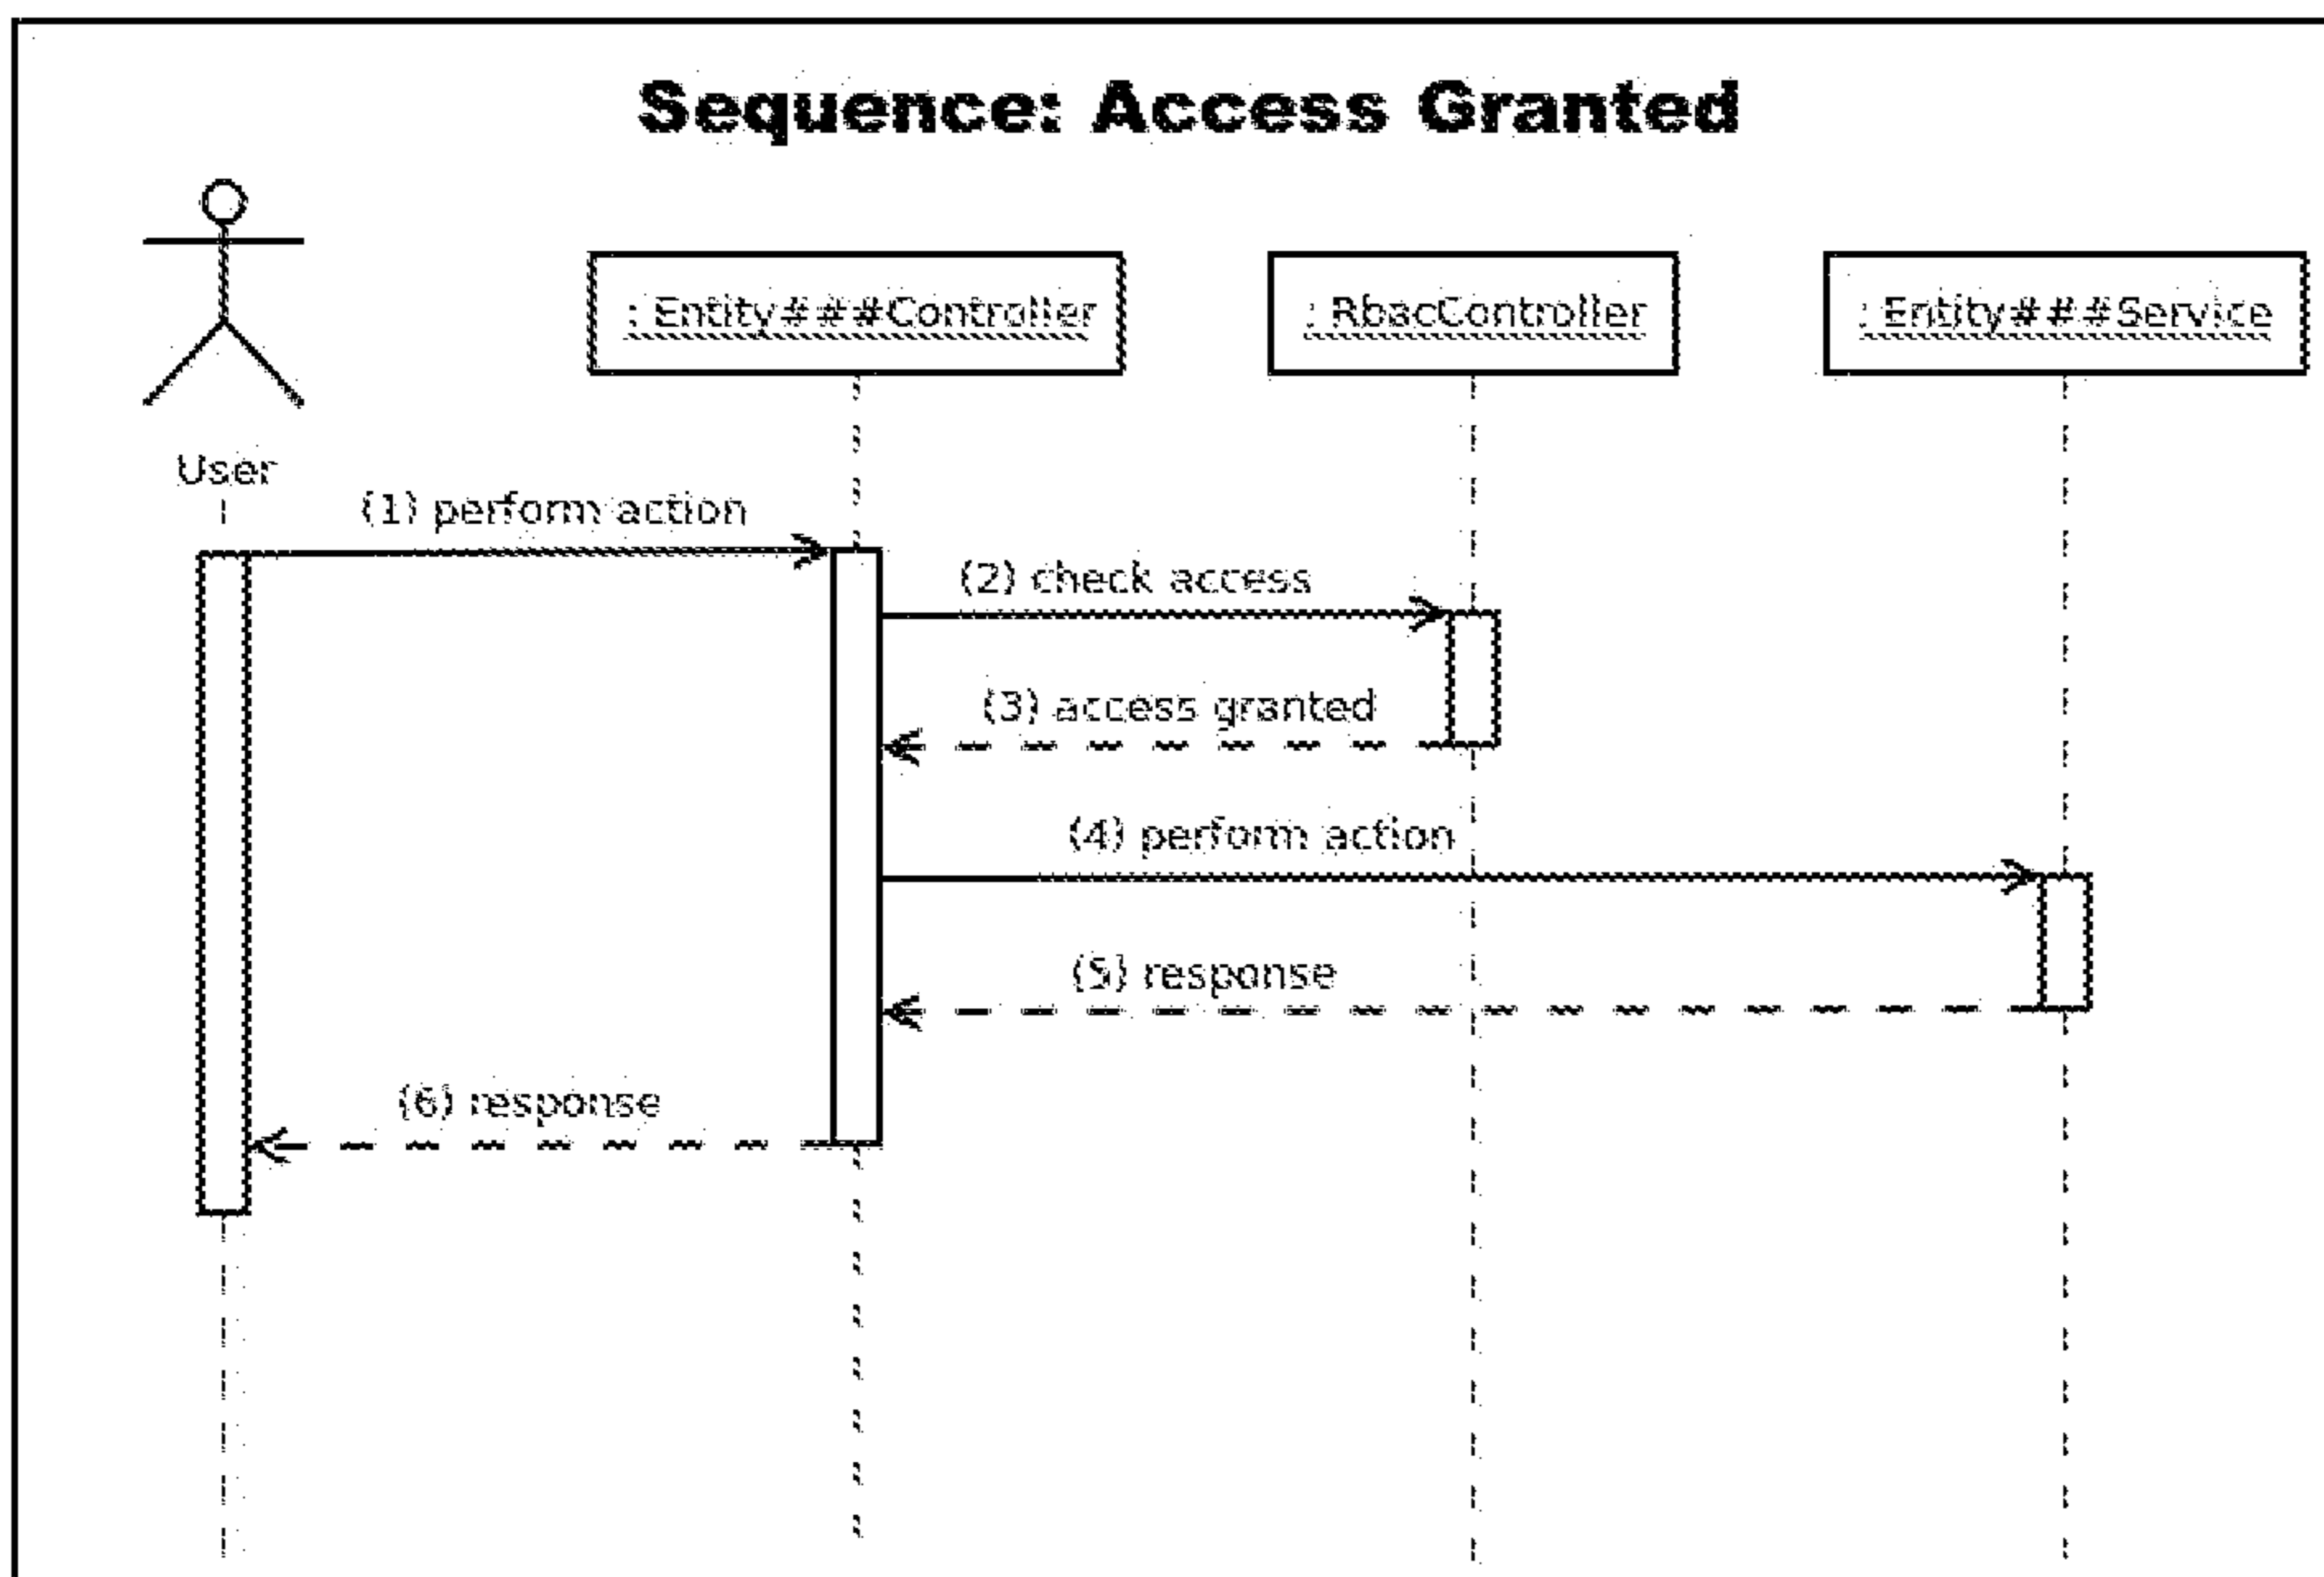 Sequence: Access Granted
: Entity###Controller
: RbacController
: Entity###Service
User
(1) perform action
(2) check access
(3) access granted
(4) perform action
(5) response
(6) response